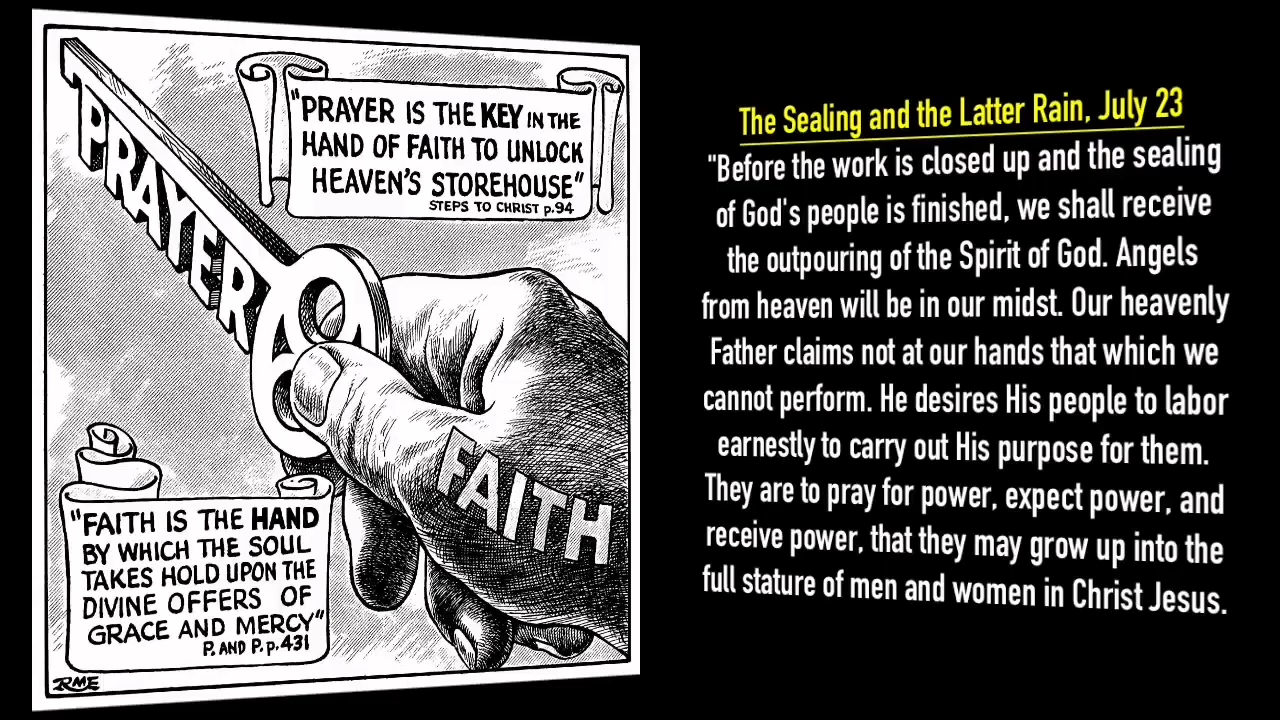 PRAYER
"PRAYER IS THE KEY IN THE
HAND OF FAITH TO UNLOCK
HEAVEN'S STOREHOUSE"
STEPS TO CHRIST p.94
FAITH
"FAITH IS THE HAND
BY WHICH THE SOUL
TAKES HOLD UPON THE
DIVINE OFFERS OF
GRACE AND MERCY"
P. AND P. p.431
RME
The Sealing and the Latter Rain, July 23
"Before the work is closed up and the sealing
of God's people is finished, we shall receive
the outpouring of the Spirit of God. Angels
from heaven will be in our midst. Our heavenly
Father claims not at our hands that which we
cannot perform. He desires His people to labor
earnestly to carry out His purpose for them.
They are to pray for power, expect power, and
receive power, that they may grow up into the
full stature of men and women in Christ Jesus.